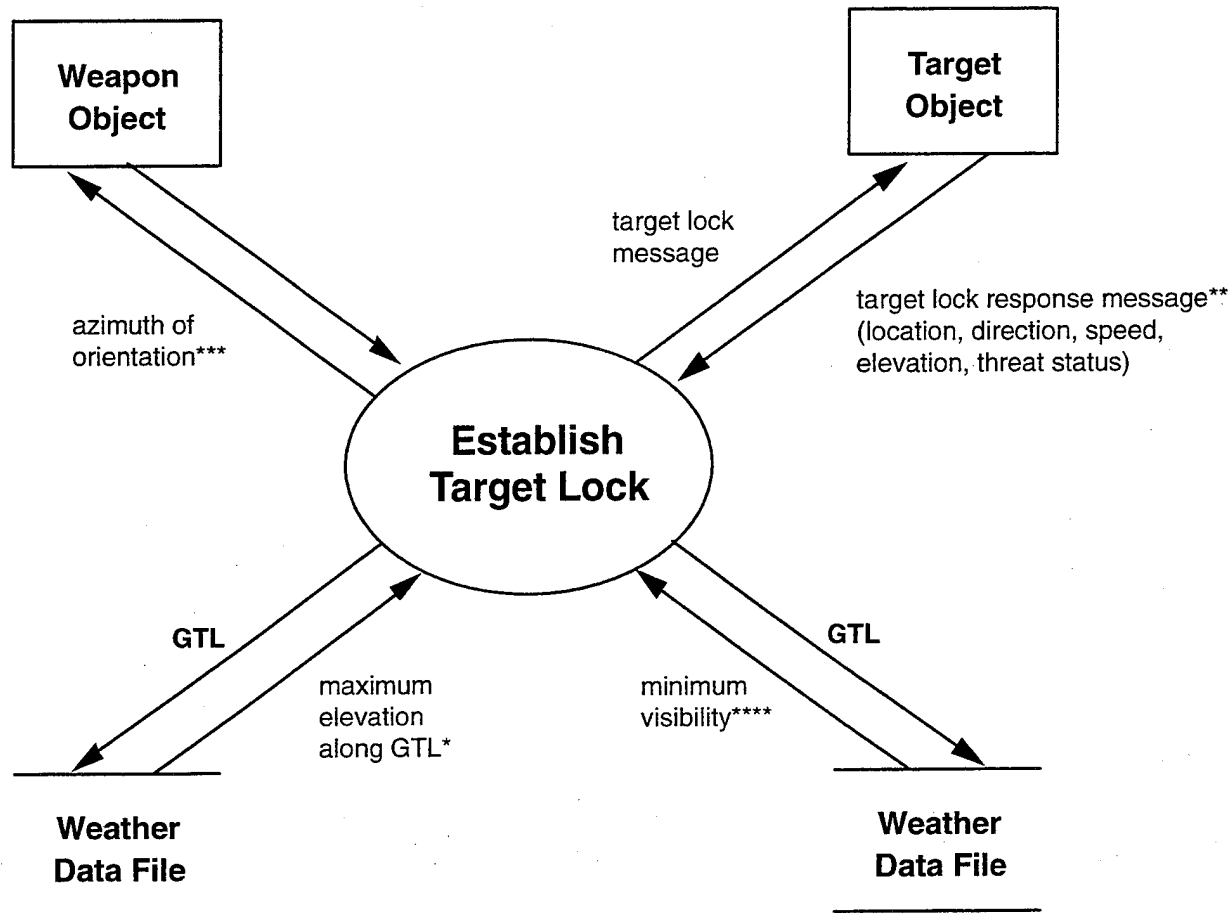 Weapon
Object
Target
Object
target lock
message
azimuth of
orientation***
target lock response message**
(location, direction, speed,
elevation, threat status)
Establish
Target Lock
GTL
GTL
maximum
elevation
along GTL*
minimum
visibility****
Weather
Data File
Weather
Data File